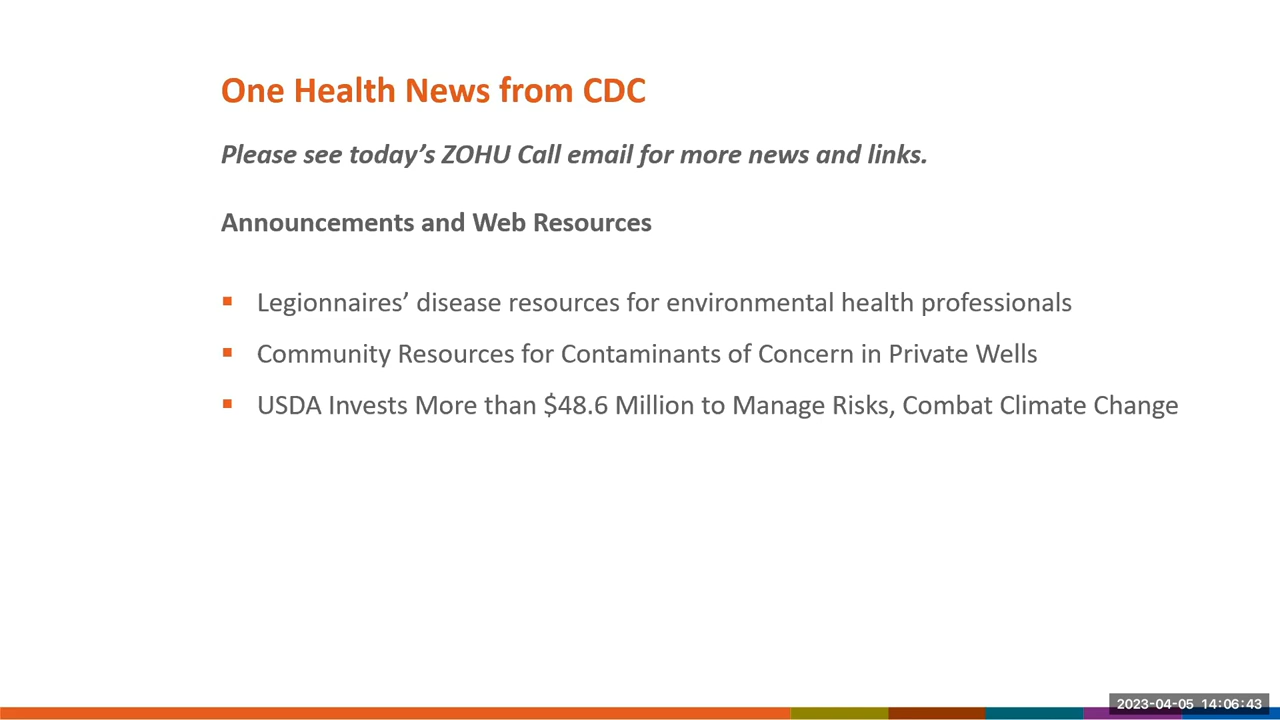 One Health News from CDC
Please see today's ZOHU Call email for more news and links.
Announcements and Web Resources
▪ Legionnaires' disease resources for environmental health professionals
▪ Community Resources for Contaminants of Concern in Private Wells
▪ USDA Invests More than $48.6 Million to Manage Risks, Combat Climate Change
2023-04-05 14:06:43